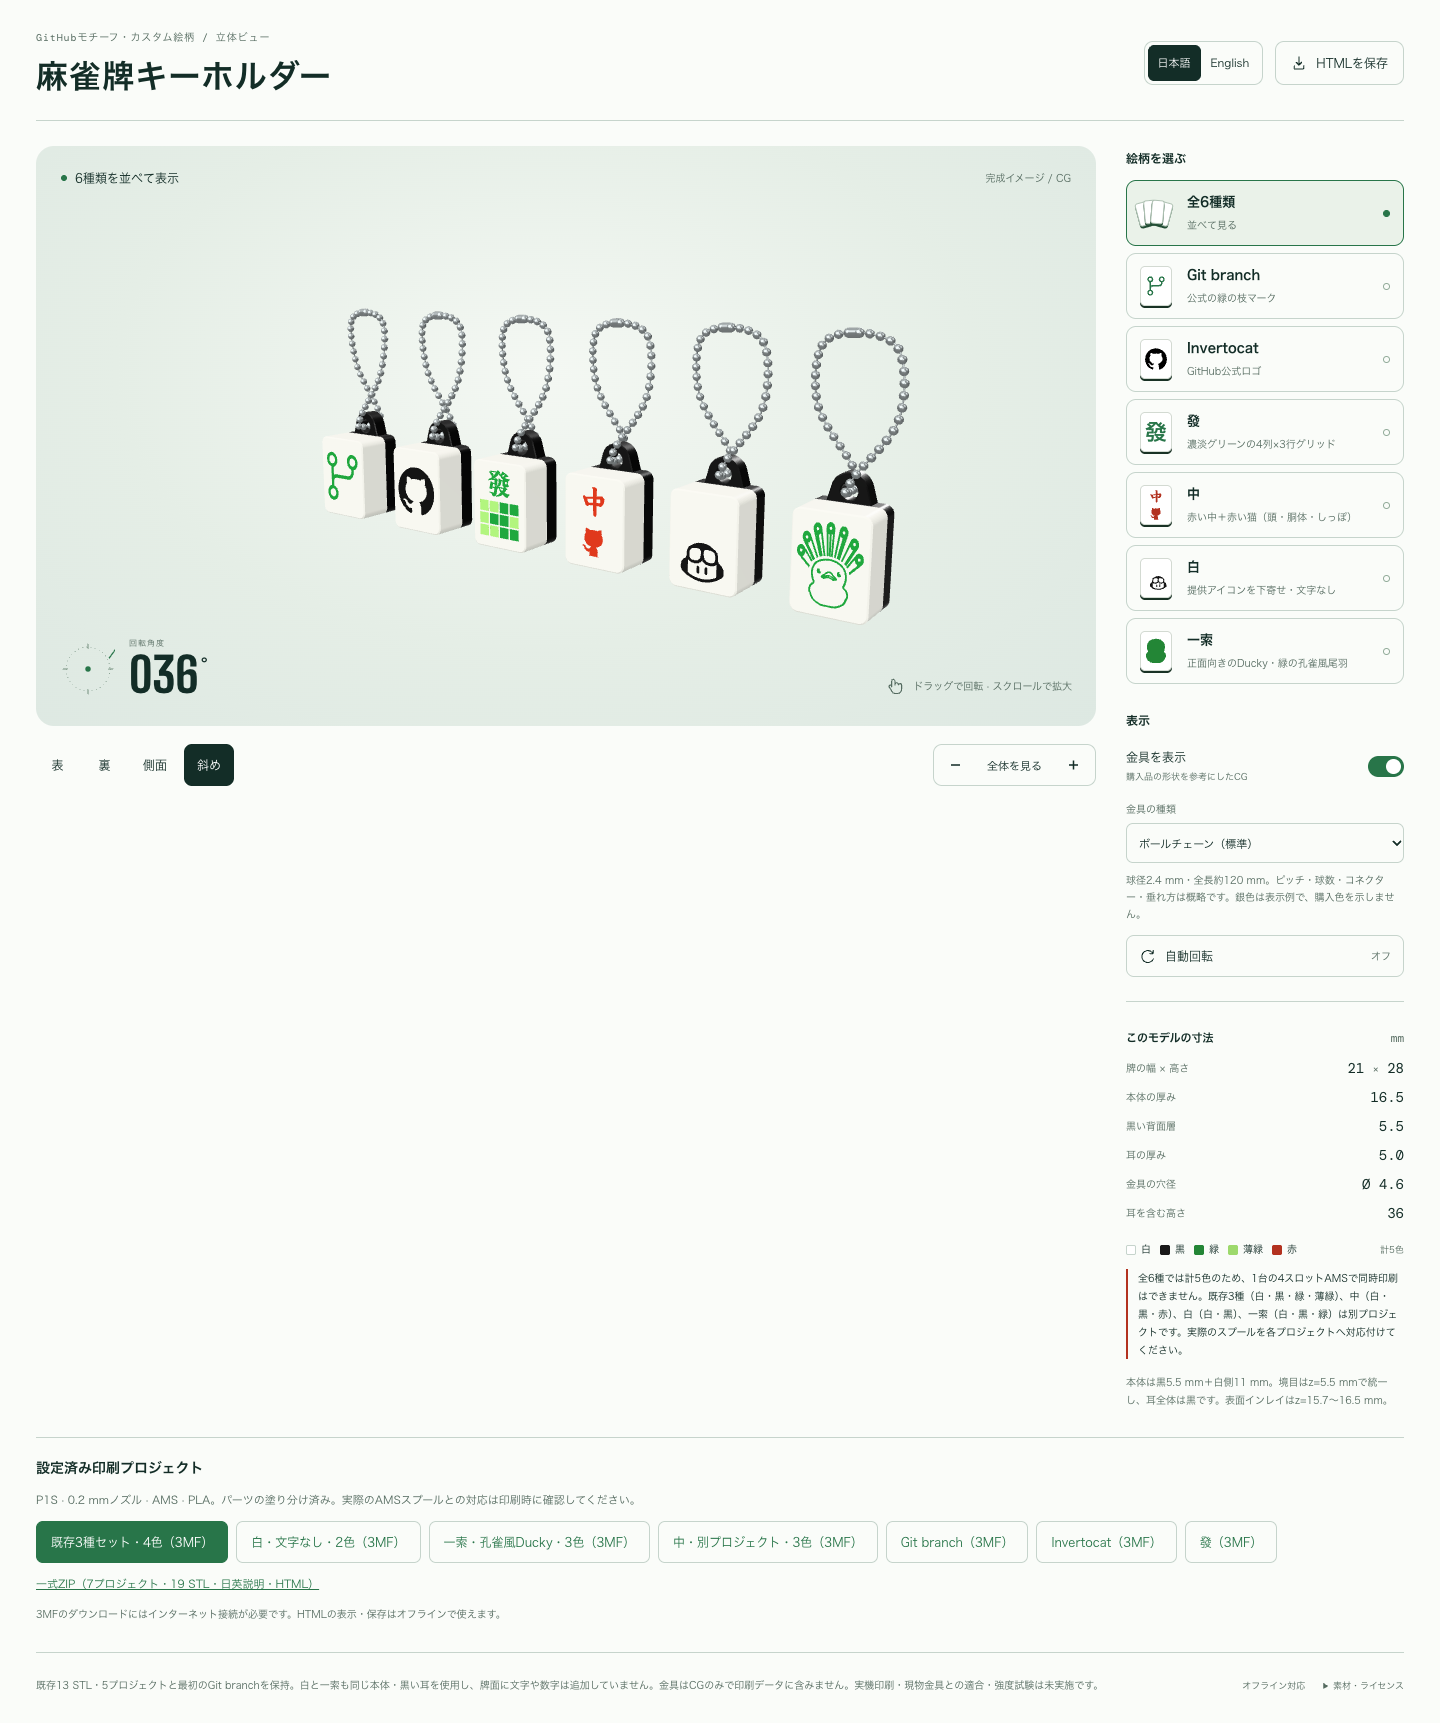 GitHubモチーフ・カスタム絵柄 / 立体ビュー
麻雀牌キーホルダー
日本語 English
HTMLを保存
6種類を並べて表示
完成イメージ / CG
發
中
回転角度
036°
ドラッグで回転 · スクロールで拡大
表 裏 側面 斜め
− 全体を見る +
絵柄を選ぶ
全6種類
並べて見る
Git branch
公式の緑の枝マーク
Invertocat
GitHub公式ロゴ
發
發
濃淡グリーンの4列×3行グリッド
中
中
赤い中＋赤い猫（頭・胴体・しっぽ）
白
提供アイコンを下寄せ・文字なし
一索
正面向きのDucky・緑の孔雀風尾羽
表示
金具を表示
購入品の形状を参考にしたCG
金具の種類
ボールチェーン（標準）
球径2.4 mm・全長約120 mm。ピッチ・球数・コネクタ
ー・垂れ方は概略です。銀色は表示例で、購入色を示しませ
ん。
自動回転 オフ
このモデルの寸法 mm
牌の幅 × 高さ 21 × 28
本体の厚み 16.5
黒い背面層 5.5
耳の厚み 5.0
金具の穴径 Ø 4.6
耳を含む高さ 36
白 黒 緑 薄緑 赤 計5色
全6種では計5色のため、1台の4スロットAMSで同時印刷
はできません。既存3種（白・黒・緑・薄緑）、中（白・
黒・赤）、白（白・黒）、一索（白・黒・緑）は別プロジェ
クトです。実際のスプールを各プロジェクトへ対応付けて
ください。
本体は黒5.5 mm＋白側11 mm。境目はz=5.5 mmで統一
し、耳全体は黒です。表面インレイはz=15.7〜16.5 mm。
設定済み印刷プロジェクト
P1S · 0.2 mmノズル · AMS · PLA。パーツの塗り分け済み。実際のAMSスプールとの対応は印刷時に確認してください。
既存3種セット・4色（3MF） 白・文字なし・2色（3MF） 一索・孔雀風Ducky・3色（3MF） 中・別プロジェクト・3色（3MF） Git branch（3MF） Invertocat（3MF） 發（3MF）
一式ZIP（7プロジェクト・19 STL・日英説明・HTML）
3MFのダウンロードにはインターネット接続が必要です。HTMLの表示・保存はオフラインで使えます。
既存13 STL・5プロジェクトと最初のGit branchを保持。白と一索も同じ本体・黒い耳を使用し、牌面に文字や数字は追加していません。金具はCGのみで印刷データに含みません。実機印刷・現物金具との適合・強度試験は未実施です。
オフライン対応 ▶ 素材・ライセンス